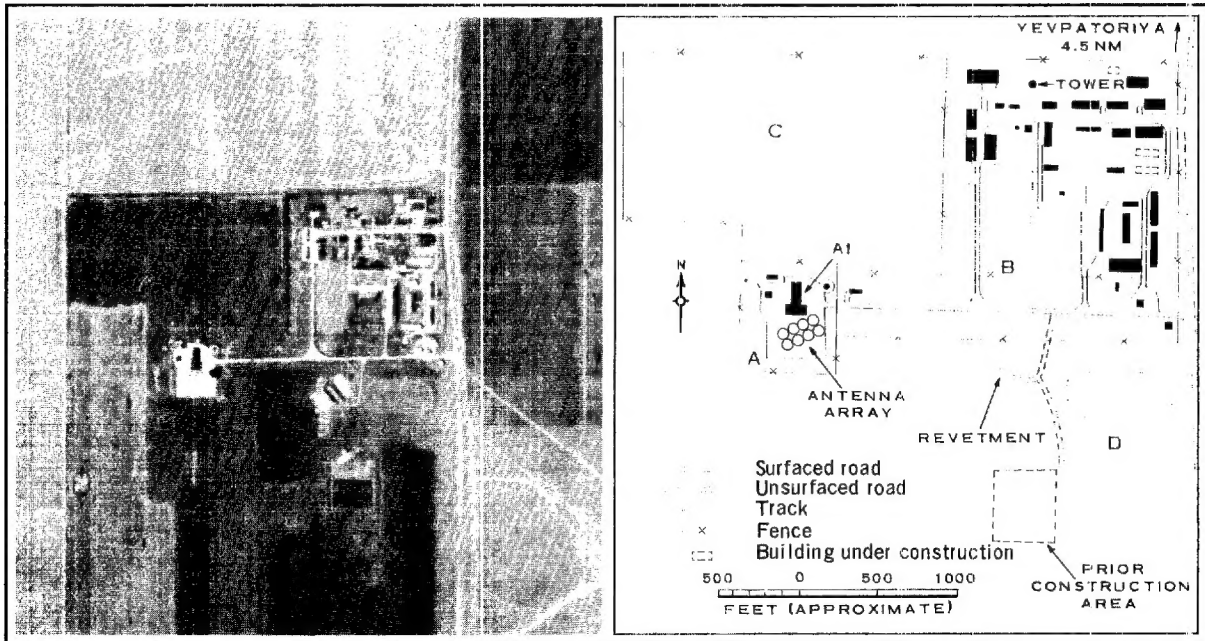 YEVPATORIYA
4.5 NM
TOWER
C
A1
N
B
A
ANTENNA
ARRAY
REVETMENT
D
Surfaced road
Unsurfaced road
Track
Fence
Building under construction
500 0 500 1000
FEET (APPROXIMATE)
PRIOR
CONSTRUCTION
AREA